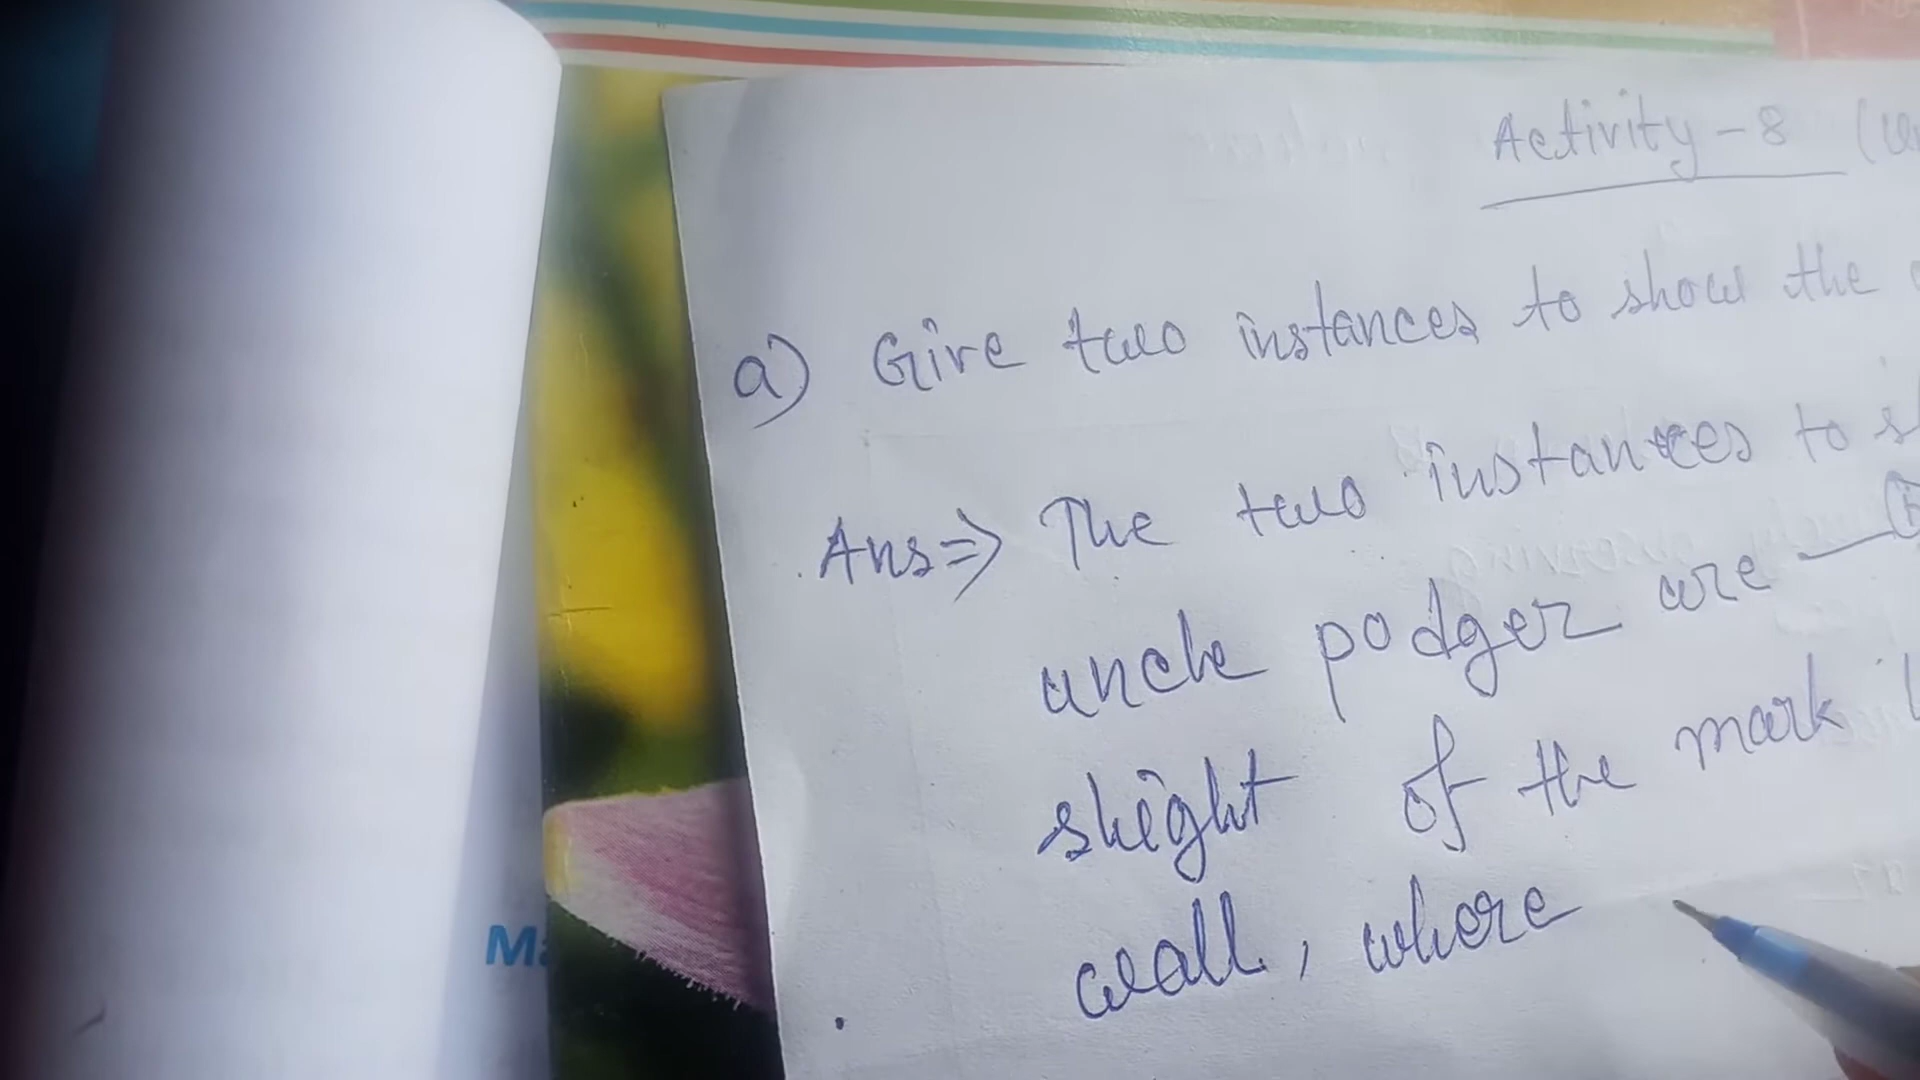 Activity - 8
a) Give two instances to show the
Ans => The two instances to
uncle podger are —
slight of the mark
wall, where
Ma